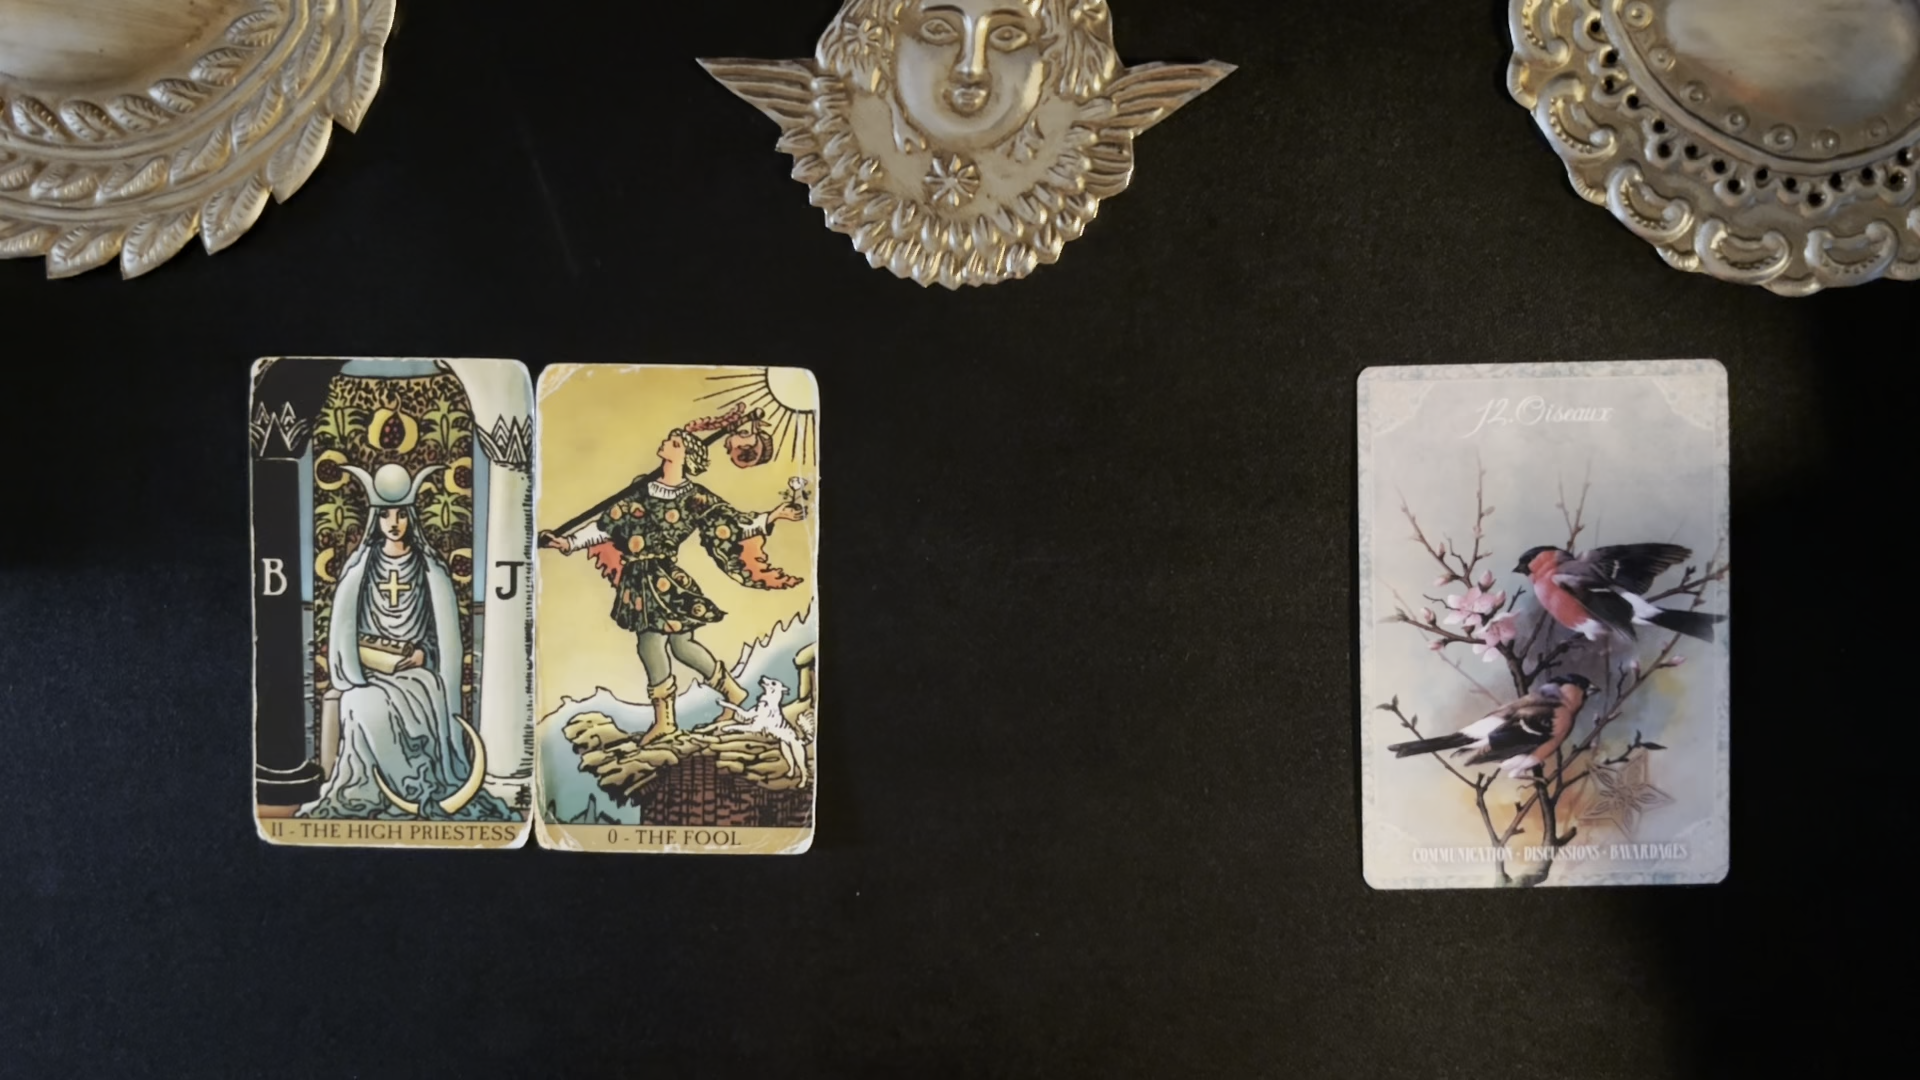 B
J
II - THE HIGH PRIESTESS
0 - THE FOOL
12. Oiseaux
COMMUNICATION - DISCUSSIONS - BAVARDAGES